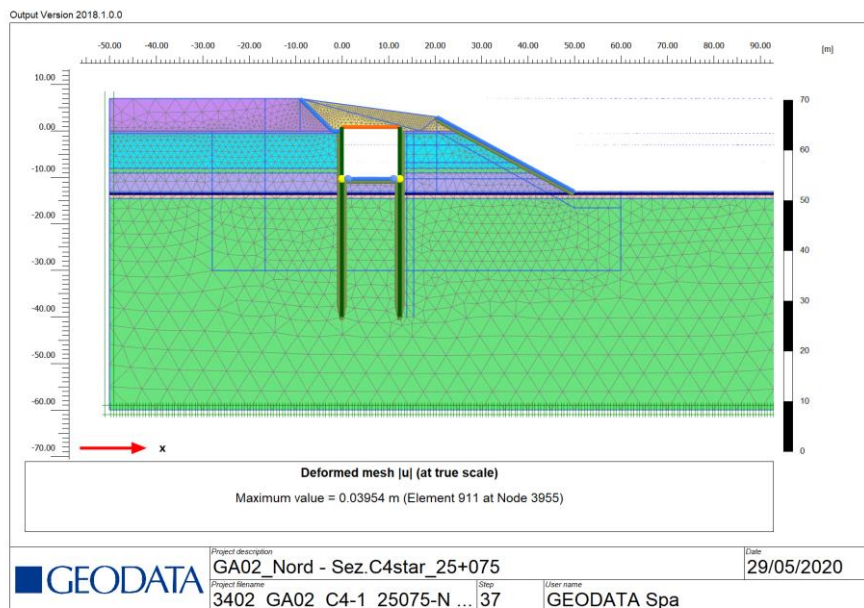 Output Version 2018.1.0.0
-50.00 -40.00 -30.00 -20.00 -10.00 0.00 10.00 20.00 30.00 40.00 50.00 60.00 70.00 80.00 90.00
[m]
10.00
0.00
-10.00
-20.00
-30.00
-40.00
-50.00
-60.00
-70.00
70
60
50
40
30
20
10
0
x
Deformed mesh |u| (at true scale)
Maximum value = 0.03954 m (Element 911 at Node 3955)
GEODATA
Project description
GA02_Nord - Sez.C4star_25+075
Date
29/05/2020
Project filename
3402_GA02_C4-1_25075-N ...
Step
37
User name
GEODATA Spa